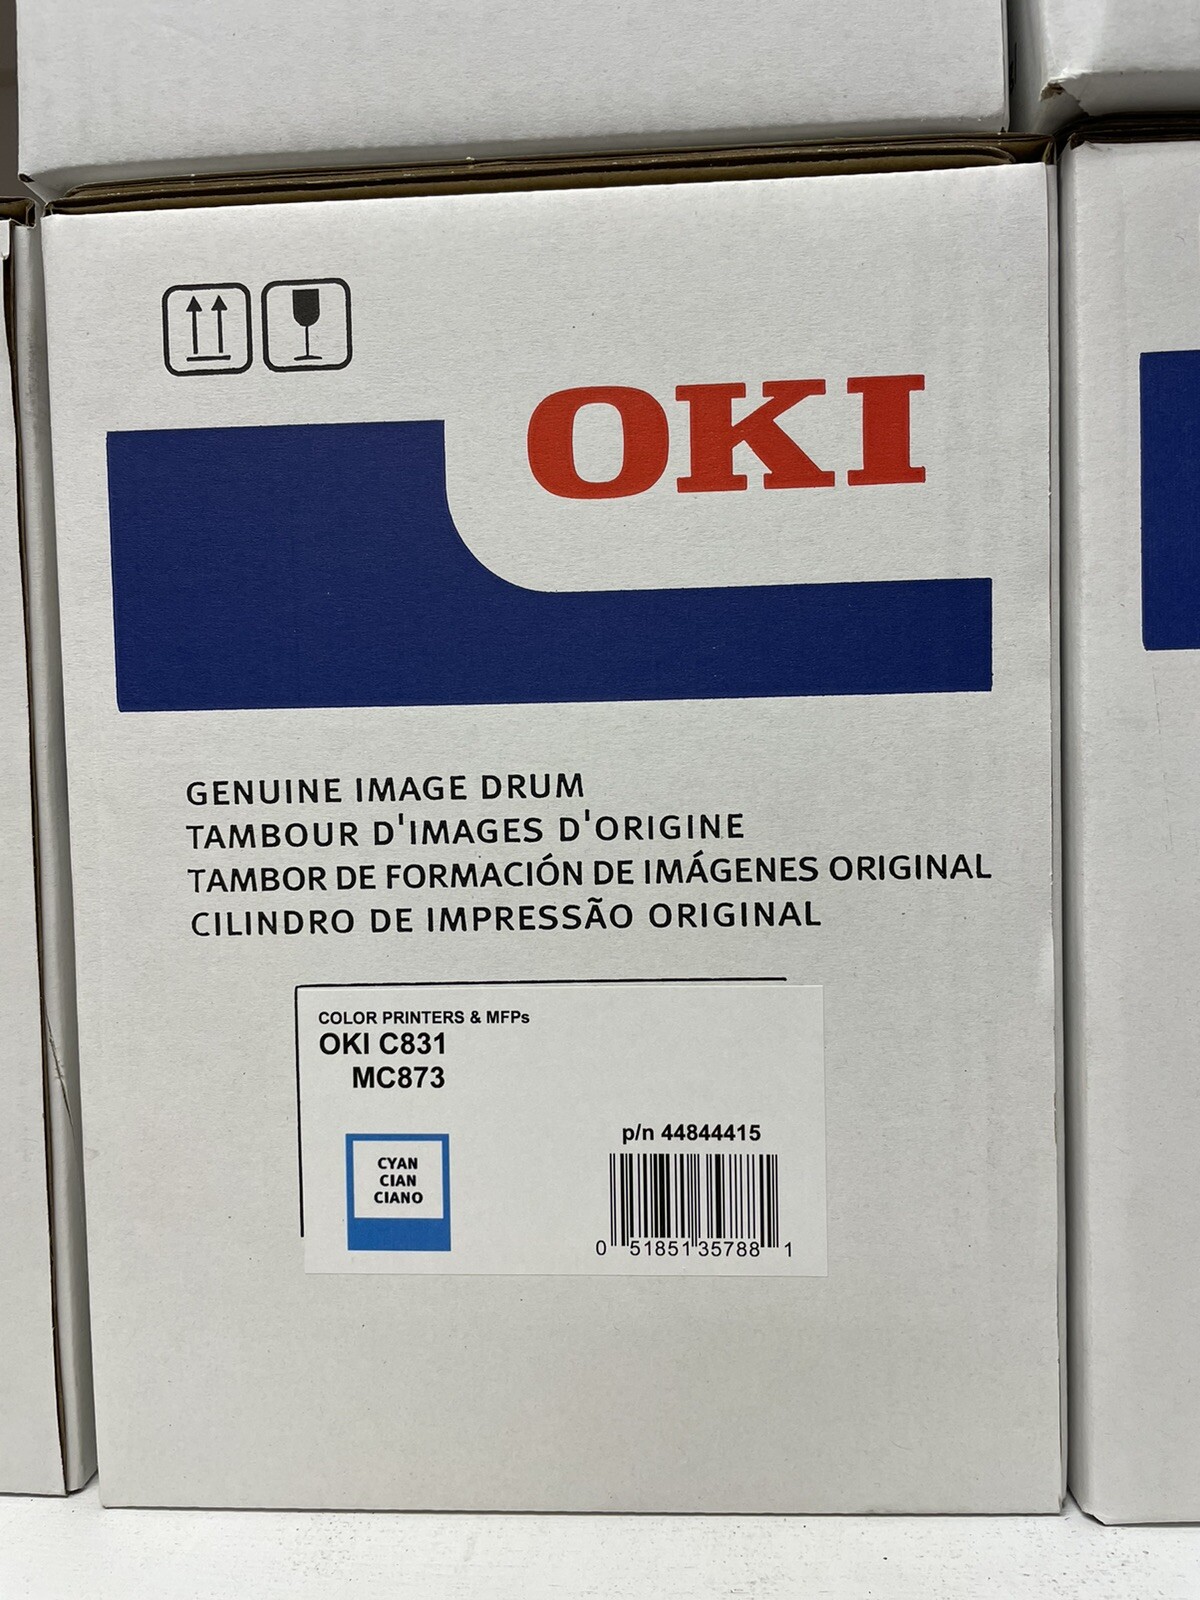 OKI
GENUINE IMAGE DRUM
TAMBOUR D'IMAGES D'ORIGINE
TAMBOR DE FORMACIÓN DE IMÁGENES ORIGINAL
CILINDRO DE IMPRESSÃO ORIGINAL
COLOR PRINTERS & MFPs
OKI C831
MC873
p/n 44844415
CYAN
CIAN
CIANO
0 51851 35788 1